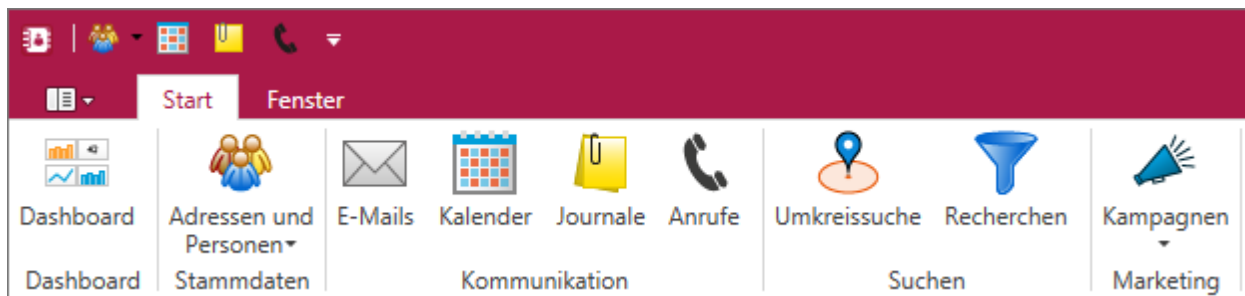 Start Fenster
Dashboard Adressen und Personen E-Mails Kalender Journale Anrufe Umkreissuche Recherchen Kampagnen
Dashboard Stammdaten Kommunikation Suchen Marketing